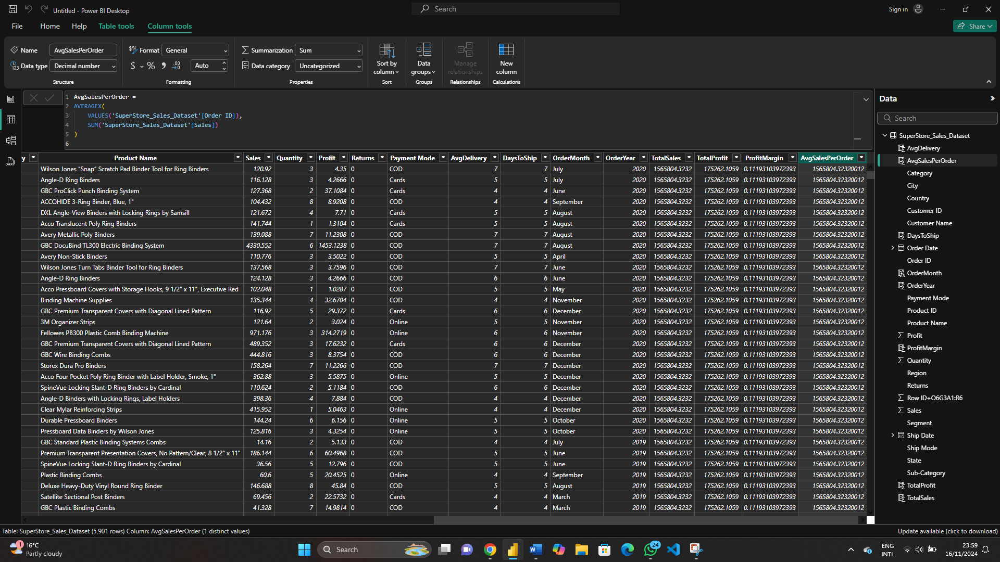 Untitled - Power BI Desktop
Search
Sign in
File Home Help Table tools Column tools
Share
Name AvgSalesPerOrder
Data type Decimal number
Structure
Format General
$ % Auto
Formatting
Summarization Sum
Data category Uncategorized
Properties
Sort by column
Sort
Data groups
Groups
Manage relationships
Relationships
New column
Calculations
1 AvgSalesPerOrder =
2 AVERAGEX(
3 VALUES('SuperStore_Sales_Dataset'[Order ID]),
4 SUM('SuperStore_Sales_Dataset'[Sales])
5 )
6
y Product Name Sales Quantity Profit Returns Payment Mode AvgDelivery DaysToShip OrderMonth OrderYear TotalSales TotalProfit ProfitMargin AvgSalesPerOrder
Wilson Jones “Snap” Scratch Pad Binder Tool for Ring Binders 120.92 3 4.35 0 COD 7 7 July 2020 1565804.3232 175262.1059 0.11193103972393 1565804.32320012
Angle-D Ring Binders 116.128 3 4.2666 0 Cards 5 5 July 2020 1565804.3232 175262.1059 0.11193103972393 1565804.32320012
GBC ProClick Punch Binding System 127.368 2 37.1084 0 Cards 4 4 June 2020 1565804.3232 175262.1059 0.11193103972393 1565804.32320012
ACCOHIDE 3-Ring Binder, Blue, 1" 104.432 8 8.9208 0 COD 4 4 September 2020 1565804.3232 175262.1059 0.11193103972393 1565804.32320012
DXL Angle-View Binders with Locking Rings by Samsill 121.672 4 7.71 0 Cards 5 5 August 2020 1565804.3232 175262.1059 0.11193103972393 1565804.32320012
Acco Translucent Poly Ring Binders 141.744 1 1.3104 0 Cards 5 5 August 2020 1565804.3232 175262.1059 0.11193103972393 1565804.32320012
Avery Metallic Poly Binders 139.088 7 11.2308 0 COD 7 7 August 2020 1565804.3232 175262.1059 0.11193103972393 1565804.32320012
GBC DocuBind TL300 Electric Binding System 4330.552 6 1453.1238 0 COD 7 7 August 2020 1565804.3232 175262.1059 0.11193103972393 1565804.32320012
Avery Non-Stick Binders 110.776 3 3.5022 0 COD 5 5 April 2020 1565804.3232 175262.1059 0.11193103972393 1565804.32320012
Wilson Jones Turn Tabs Binder Tool for Ring Binders 137.568 3 3.7596 0 COD 7 7 June 2020 1565804.3232 175262.1059 0.11193103972393 1565804.32320012
Angle-D Ring Binders 124.128 3 4.2666 0 COD 6 6 June 2020 1565804.3232 175262.1059 0.11193103972393 1565804.32320012
Acco Pressboard Covers with Storage Hooks, 9 1/2" x 11", Executive Red 102.048 1 1.0287 0 COD 5 5 May 2020 1565804.3232 175262.1059 0.11193103972393 1565804.32320012
Binding Machine Supplies 135.344 4 32.6704 0 COD 4 4 November 2020 1565804.3232 175262.1059 0.11193103972393 1565804.32320012
GBC Premium Transparent Covers with Diagonal Lined Pattern 116.92 5 29.372 0 Cards 6 6 December 2020 1565804.3232 175262.1059 0.11193103972393 1565804.32320012
3M Organizer Strips 121.64 2 3.024 0 Online 5 5 November 2020 1565804.3232 175262.1059 0.11193103972393 1565804.32320012
Fellowes PB300 Plastic Comb Binding Machine 971.176 3 314.2719 0 Online 6 6 November 2020 1565804.3232 175262.1059 0.11193103972393 1565804.32320012
GBC Premium Transparent Covers with Diagonal Lined Pattern 489.352 3 17.6232 0 Cards 6 6 December 2020 1565804.3232 175262.1059 0.11193103972393 1565804.32320012
GBC Wire Binding Combs 444.816 3 8.3754 0 COD 6 6 December 2020 1565804.3232 175262.1059 0.11193103972393 1565804.32320012
Storex Dura Pro Binders 158.264 7 11.2266 0 COD 7 7 December 2020 1565804.3232 175262.1059 0.11193103972393 1565804.32320012
Acco Four Pocket Poly Ring Binder with Label Holder, Smoke, 1" 362.88 3 5.5875 0 Online 5 5 December 2020 1565804.3232 175262.1059 0.11193103972393 1565804.32320012
SpineVue Locking Slant-D Ring Binders by Cardinal 110.624 2 5.1184 0 COD 6 6 December 2020 1565804.3232 175262.1059 0.11193103972393 1565804.32320012
Angle-D Binders with Locking Rings, Label Holders 398.36 4 7.884 0 COD 4 4 December 2020 1565804.3232 175262.1059 0.11193103972393 1565804.32320012
Clear Mylar Reinforcing Strips 415.952 1 5.0463 0 Online 4 4 December 2020 1565804.3232 175262.1059 0.11193103972393 1565804.32320012
Durable Pressboard Binders 144.24 6 6.156 0 Online 5 5 October 2020 1565804.3232 175262.1059 0.11193103972393 1565804.32320012
Pressboard Data Binders by Wilson Jones 125.816 3 4.3254 0 Online 5 5 October 2020 1565804.3232 175262.1059 0.11193103972393 1565804.32320012
GBC Standard Plastic Binding Systems Combs 14.16 2 5.133 0 COD 4 4 July 2019 1565804.3232 175262.1059 0.11193103972393 1565804.32320012
Premium Transparent Presentation Covers, No Pattern/Clear, 8 1/2" x 11" 186.144 6 60.4968 0 COD 5 5 June 2019 1565804.3232 175262.1059 0.11193103972393 1565804.32320012
SpineVue Locking Slant-D Ring Binders by Cardinal 36.56 5 12.796 0 COD 5 5 June 2019 1565804.3232 175262.1059 0.11193103972393 1565804.32320012
Plastic Binding Combs 60.6 5 20.4525 0 Online 4 4 September 2019 1565804.3232 175262.1059 0.11193103972393 1565804.32320012
Deluxe Heavy-Duty Vinyl Round Ring Binder 146.688 8 45.84 0 COD 5 5 August 2019 1565804.3232 175262.1059 0.11193103972393 1565804.32320012
Satellite Sectional Post Binders 69.456 2 22.5732 0 Cards 4 4 March 2019 1565804.3232 175262.1059 0.11193103972393 1565804.32320012
GBC Plastic Binding Combs 41.328 7 14.9814 0 COD 4 4 March 2019 1565804.3232 175262.1059 0.11193103972393 1565804.32320012
Data
Search
SuperStore_Sales_Dataset
AvgDelivery
AvgSalesPerOrder
Category
City
Country
Customer ID
Customer Name
DaysToShip
Order Date
Order ID
OrderMonth
OrderYear
Payment Mode
Product ID
Product Name
Profit
ProfitMargin
Quantity
Region
Returns
Row ID+O6G3A1:R6
Sales
Segment
Ship Date
Ship Mode
State
Sub-Category
TotalProfit
TotalSales
Table: SuperStore_Sales_Dataset (5,901 rows) Column: AvgSalesPerOrder (1 distinct values)
Update available (click to download)
1
16°C
Partly cloudy
Search
24
ENG
INTL
23:59
16/11/2024